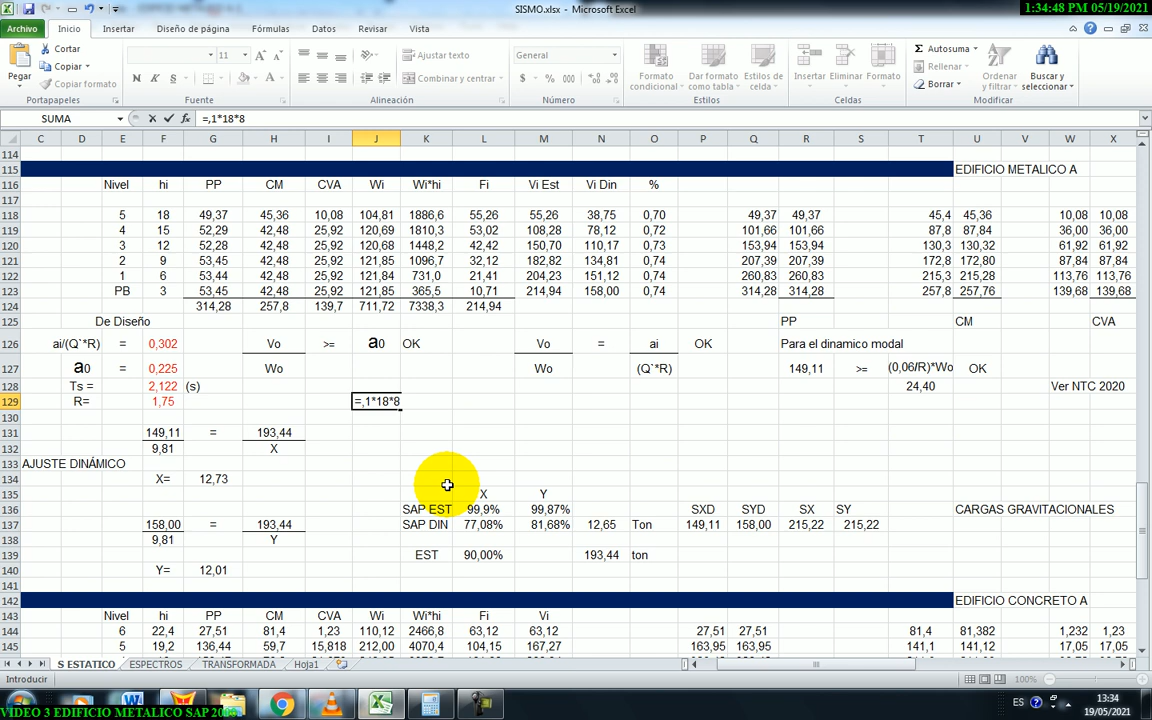 SISMO.xlsx - Microsoft Excel
1:34:48 PM 05/19/2021
Archivo Inicio Insertar Diseño de página Fórmulas Datos Revisar Vista
Pegar Cortar Copiar Copiar formato
Portapapeles
11
N K S
Fuente
Ajustar texto
Combinar y centrar
Alineación
General
$ % 000
Número
Formato condicional Dar formato como tabla Estilos de celda
Estilos
Insertar Eliminar Formato
Celdas
Σ Autosuma Rellenar Borrar
Ordenar y filtrar Buscar y seleccionar
Modificar
SUMA =,1*18*8
C D E F G H I J K L M N O P Q R S T U V W X
114
115 EDIFICIO METALICO A
116 Nivel hi PP CM CVA Wi Wi*hi Fi Vi Est Vi Din %
117
118 5 18 49,37 45,36 10,08 104,81 1886,6 55,26 55,26 38,75 0,70 49,37 49,37 45,4 45,36 10,08 10,08
119 4 15 52,29 42,48 25,92 120,69 1810,3 53,02 108,28 78,12 0,72 101,66 101,66 87,8 87,84 36,00 36,00
120 3 12 52,28 42,48 25,92 120,68 1448,2 42,42 150,70 110,17 0,73 153,94 153,94 130,3 130,32 61,92 61,92
121 2 9 53,45 42,48 25,92 121,85 1096,7 32,12 182,82 134,81 0,74 207,39 207,39 172,8 172,80 87,84 87,84
122 1 6 53,44 42,48 25,92 121,84 731,0 21,41 204,23 151,12 0,74 260,83 260,83 215,3 215,28 113,76 113,76
123 PB 3 53,45 42,48 25,92 121,85 365,5 10,71 214,94 158,00 0,74 314,28 314,28 257,8 257,76 139,68 139,68
124 314,28 257,8 139,7 711,72 7338,3 214,94
125 De Diseño PP CM CVA
126 ai/(Q`*R) = 0,302 Vo >= a0 OK Vo = ai OK Para el dinamico modal
127 a0 = 0,225 Wo Wo (Q`*R) 149,11 >= (0,06/R)*Wo OK
128 Ts = 2,122 (s) 24,40 Ver NTC 2020
129 R= 1,75 =,1*18*8
130
131 149,11 = 193,44
132 9,81 X
133 AJUSTE DINÁMICO
134 X= 12,73
135 X Y
136 SAP EST 99,9% 99,87% SXD SYD SX SY CARGAS GRAVITACIONALES
137 158,00 = 193,44 SAP DIN 77,08% 81,68% 12,65 Ton 149,11 158,00 215,22 215,22
138 9,81 Y
139 EST 90,00% 193,44 ton
140 Y= 12,01
141
142 EDIFICIO CONCRETO A
143 Nivel hi PP CM CVA Wi Wi*hi Fi Vi
144 6 22,4 27,51 81,4 1,23 110,12 2466,8 63,12 63,12 27,51 27,51 81,4 81,382 1,232 1,23
145 5 19,2 136,44 59,7 15,818 212,00 4070,4 104,15 167,27 163,95 163,95 141,1 141,12 17,05 17,05
S ESTATICO ESPECTROS TRANSFORMADA Hoja1
Introducir 100%
ES 13:34
19/05/2021